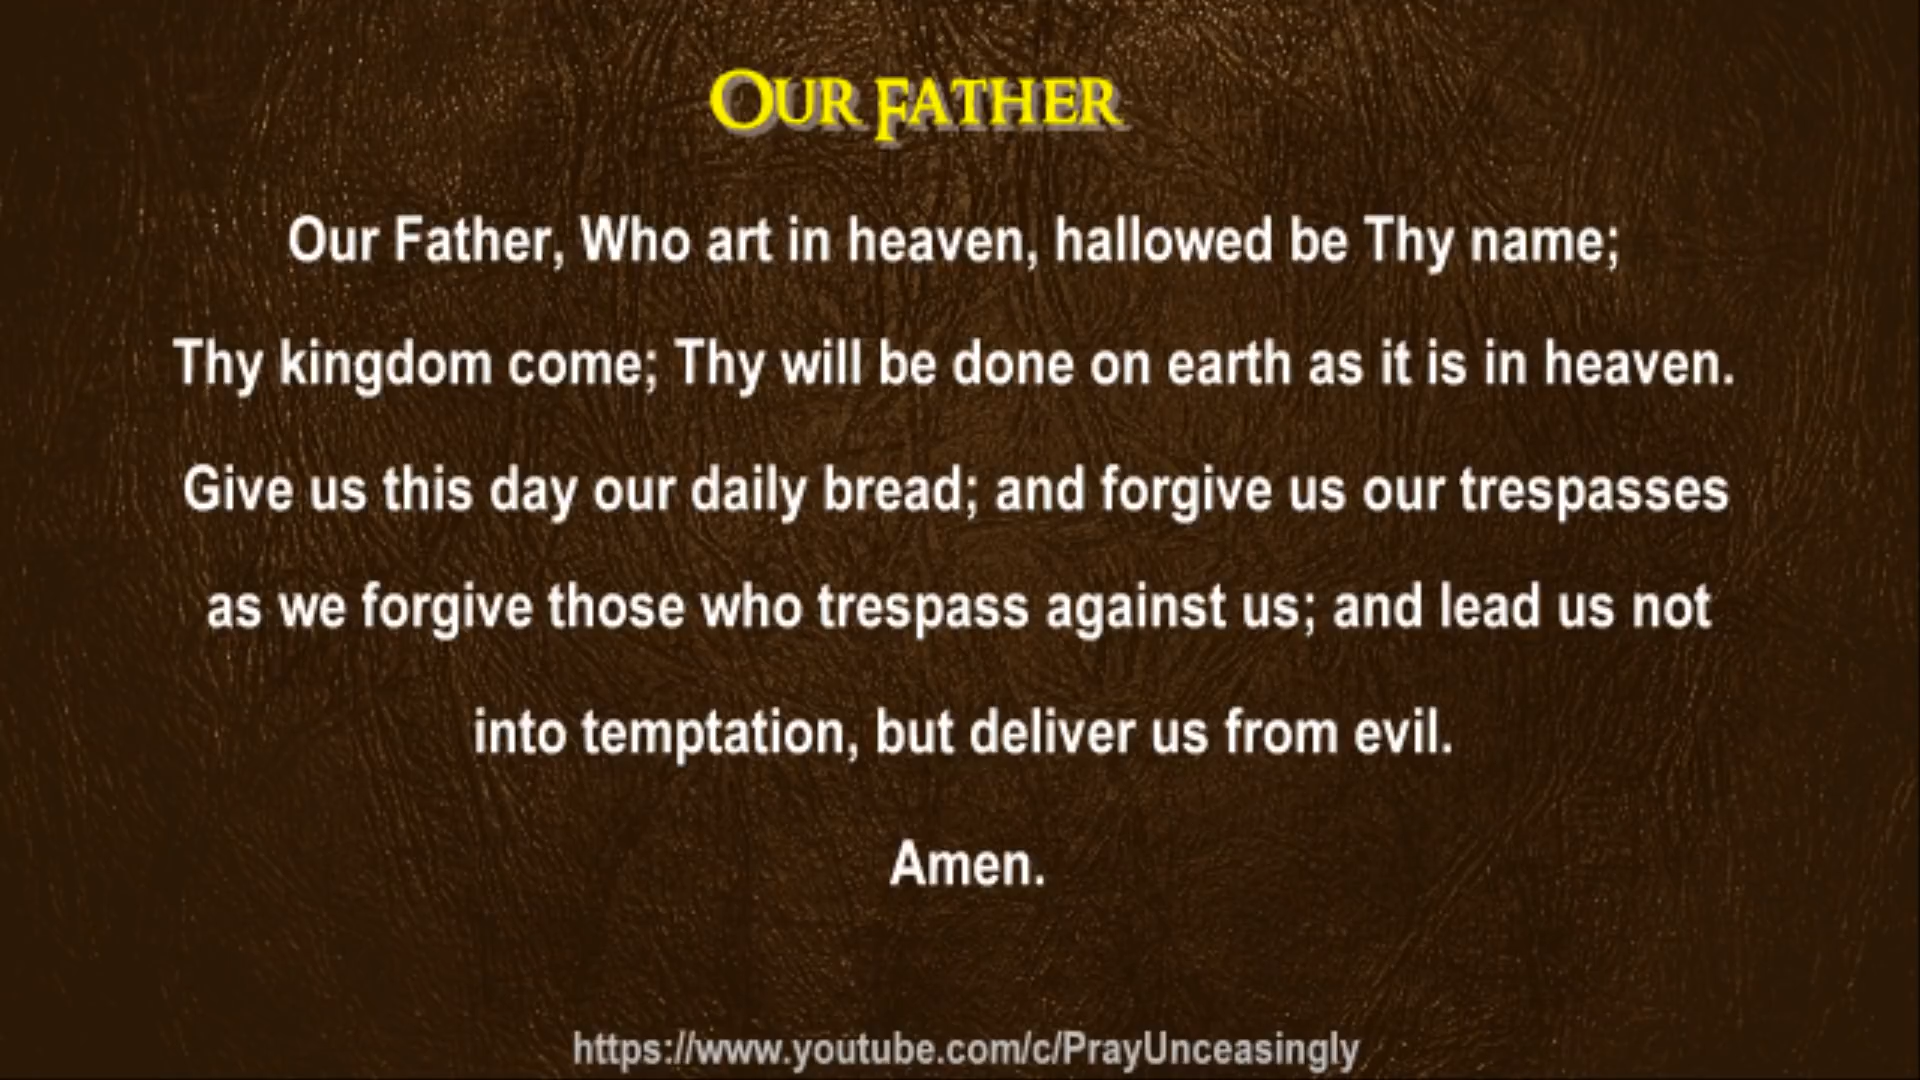 Our Father
Our Father, Who art in heaven, hallowed be Thy name;
Thy kingdom come; Thy will be done on earth as it is in heaven.
Give us this day our daily bread; and forgive us our trespasses
as we forgive those who trespass against us; and lead us not
into temptation, but deliver us from evil.
Amen.
https://www.youtube.com/c/PrayUnceasingly